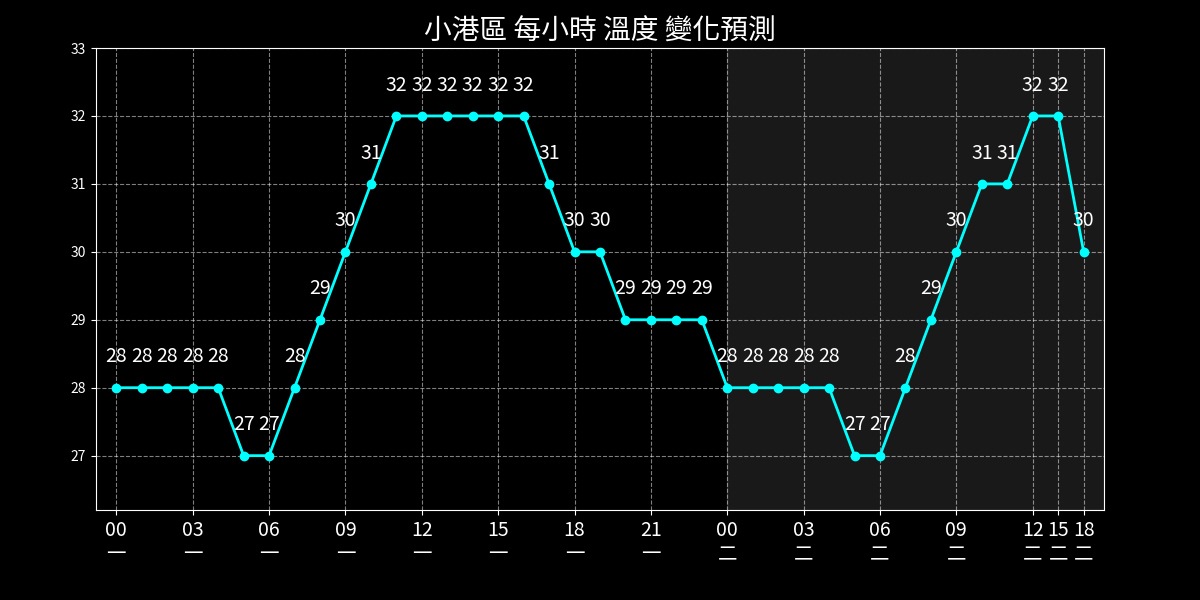 小港區 每小時 溫度 變化預測
33
32 32 32 32 32 32 32 32
32
31 31 31 31
31
30 30 30 30 30
30
29 29 29 29 29 29
29
28 28 28 28 28 28 28 28 28 28 28 28
28
27 27 27 27
27
00 03 06 09 12 15 18 21 00 03 06 09 12 15 18
一 一 一 一 一 一 一 一 二 二 二 二 二 二 二